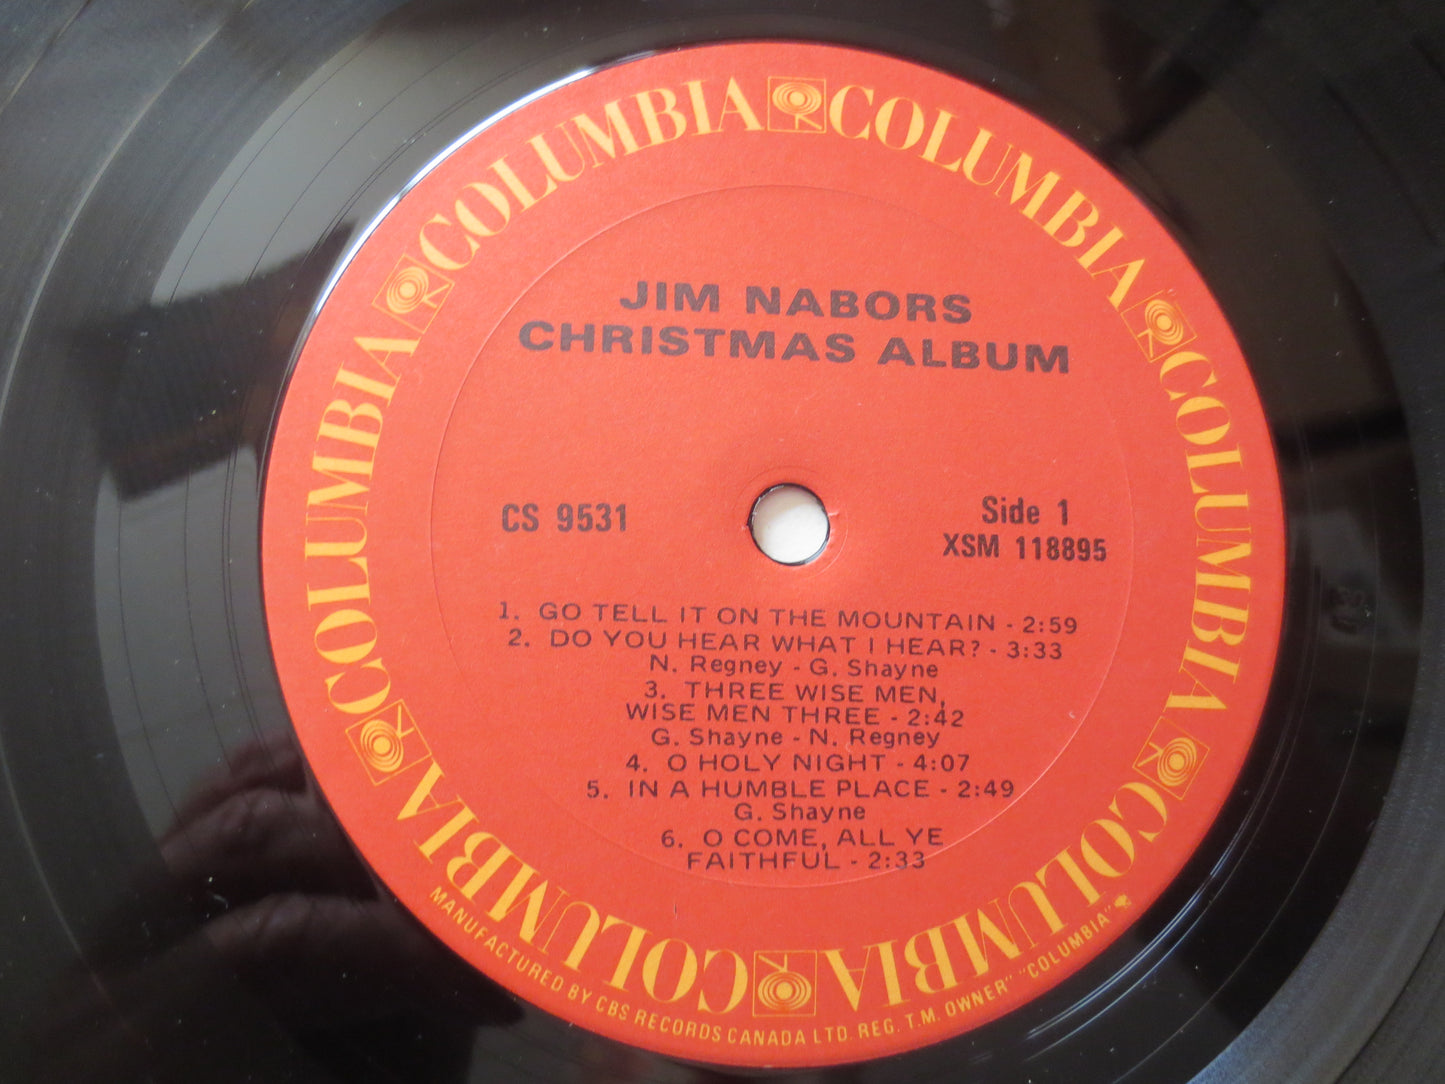 COLUMBIA COLUMBIA COLUMBIA COLUMBIA COLUMBIA COLUMBIA
JIM NABORS
CHRISTMAS ALBUM
CS 9531
Side 1
XSM 118895
1. GO TELL IT ON THE MOUNTAIN - 2:59
2. DO YOU HEAR WHAT I HEAR? - 3:33
N. Regney - G. Shayne
3. THREE WISE MEN,
WISE MEN THREE - 2:42
G. Shayne - N. Regney
4. O HOLY NIGHT - 4:07
5. IN A HUMBLE PLACE - 2:49
G. Shayne
6. O COME, ALL YE
FAITHFUL - 2:33
MANUFACTURED BY CBS RECORDS CANADA LTD. REG. T.M. OWNER" "COLUMBIA"